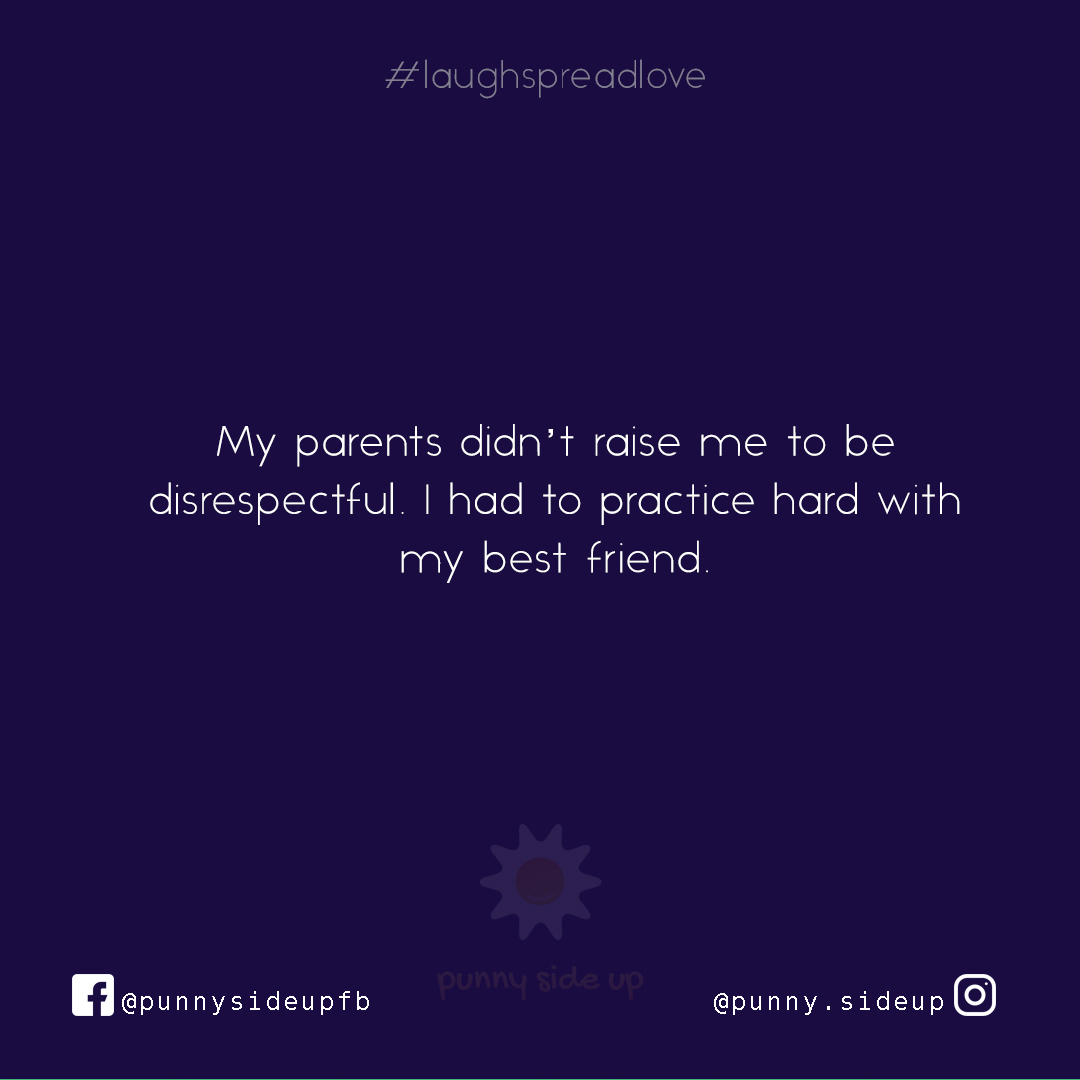 #laughspreadlove
My parents didn't raise me to be
disrespectful. I had to practice hard with
my best friend.
punny side up
@punnysideupfb
@punny.sideup